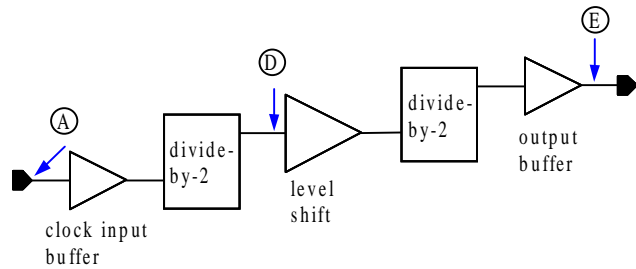 E
D
divide-
by-2
A
output
buffer
divide-
by-2
level
shift
clock input
buffer